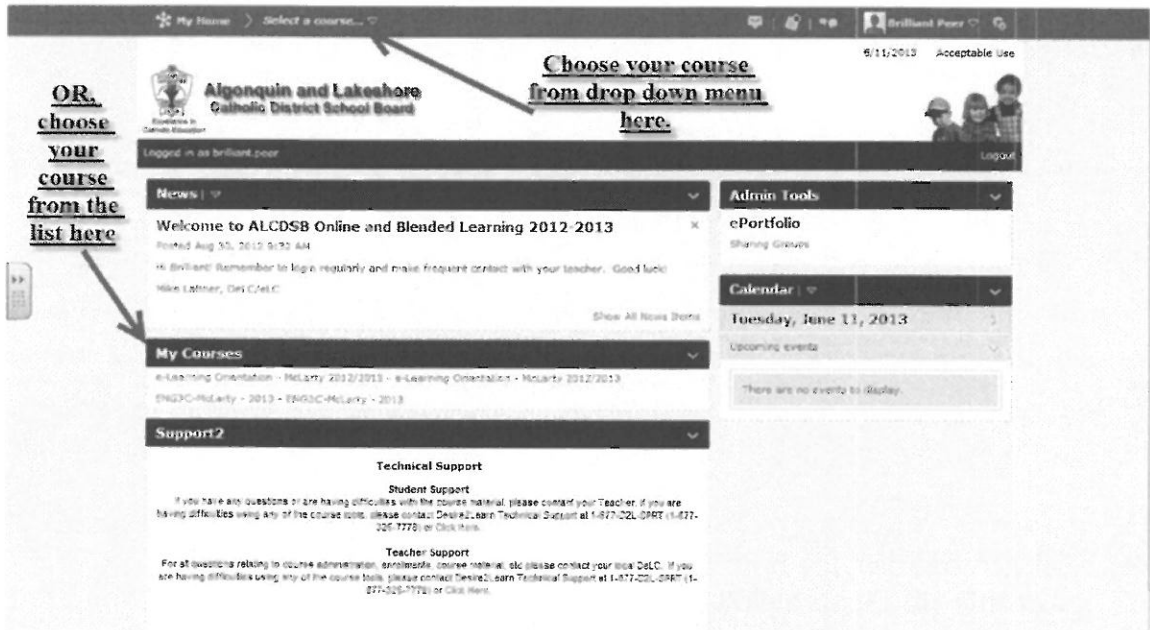 My Home > Select a course...
Brilliant Peer
6/11/2013 Acceptable Use
Choose your course
from drop down menu
here.
OR,
choose
your
course
from the
list here
Algonquin and Lakeshore
Catholic District School Board
Excellence in
Catholic Education
Logged in as brilliant.peer
Logout
News
Welcome to ALCDSB Online and Blended Learning 2012-2013
Posted Aug 30, 2012 9:32 AM
Hi Brilliant! Remember to login regularly and make frequent contact with your teacher. Good luck!
Mike Lattner, DeLC/eLC
Show All News Items
My Courses
e-Learning Orientation - McLarty 2012/2013 - e-Learning Orientation - McLarty 2012/2013
ENG3C-McLarty - 2013 - ENG3C-McLarty - 2013
Support2
Technical Support
Student Support
If you have any questions or are having difficulties with the course material, please contact your Teacher. If you are
having difficulties using any of the course tools, please contact Desire2Learn Technical Support at 1-877-D2L-SPRT (1-877-
325-7778) or Click Here.
Teacher Support
For all questions relating to course administration, enrolments, course material, etc please contact your local DeLC. If you
are having difficulties using any of the course tools, please contact Desire2Learn Technical Support at 1-877-D2L-SPRT (1-
877-325-7778) or Click Here.
Admin Tools
ePortfolio
Sharing Groups
Calendar
Tuesday, June 11, 2013
Upcoming events
There are no events to display.